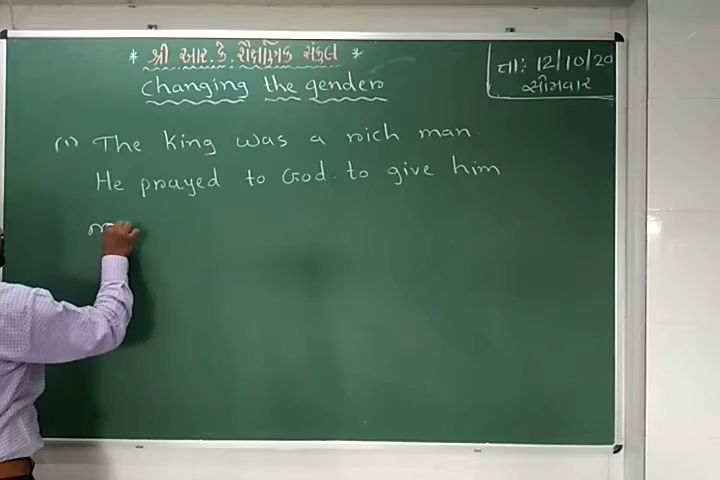 * શ્રી આર. કે. શૈક્ષણિક સંકુલ *
તા: 12/10/20
સોમવાર
Changing the gender
(1) The King was a rich man.
He prayed to God. to give him